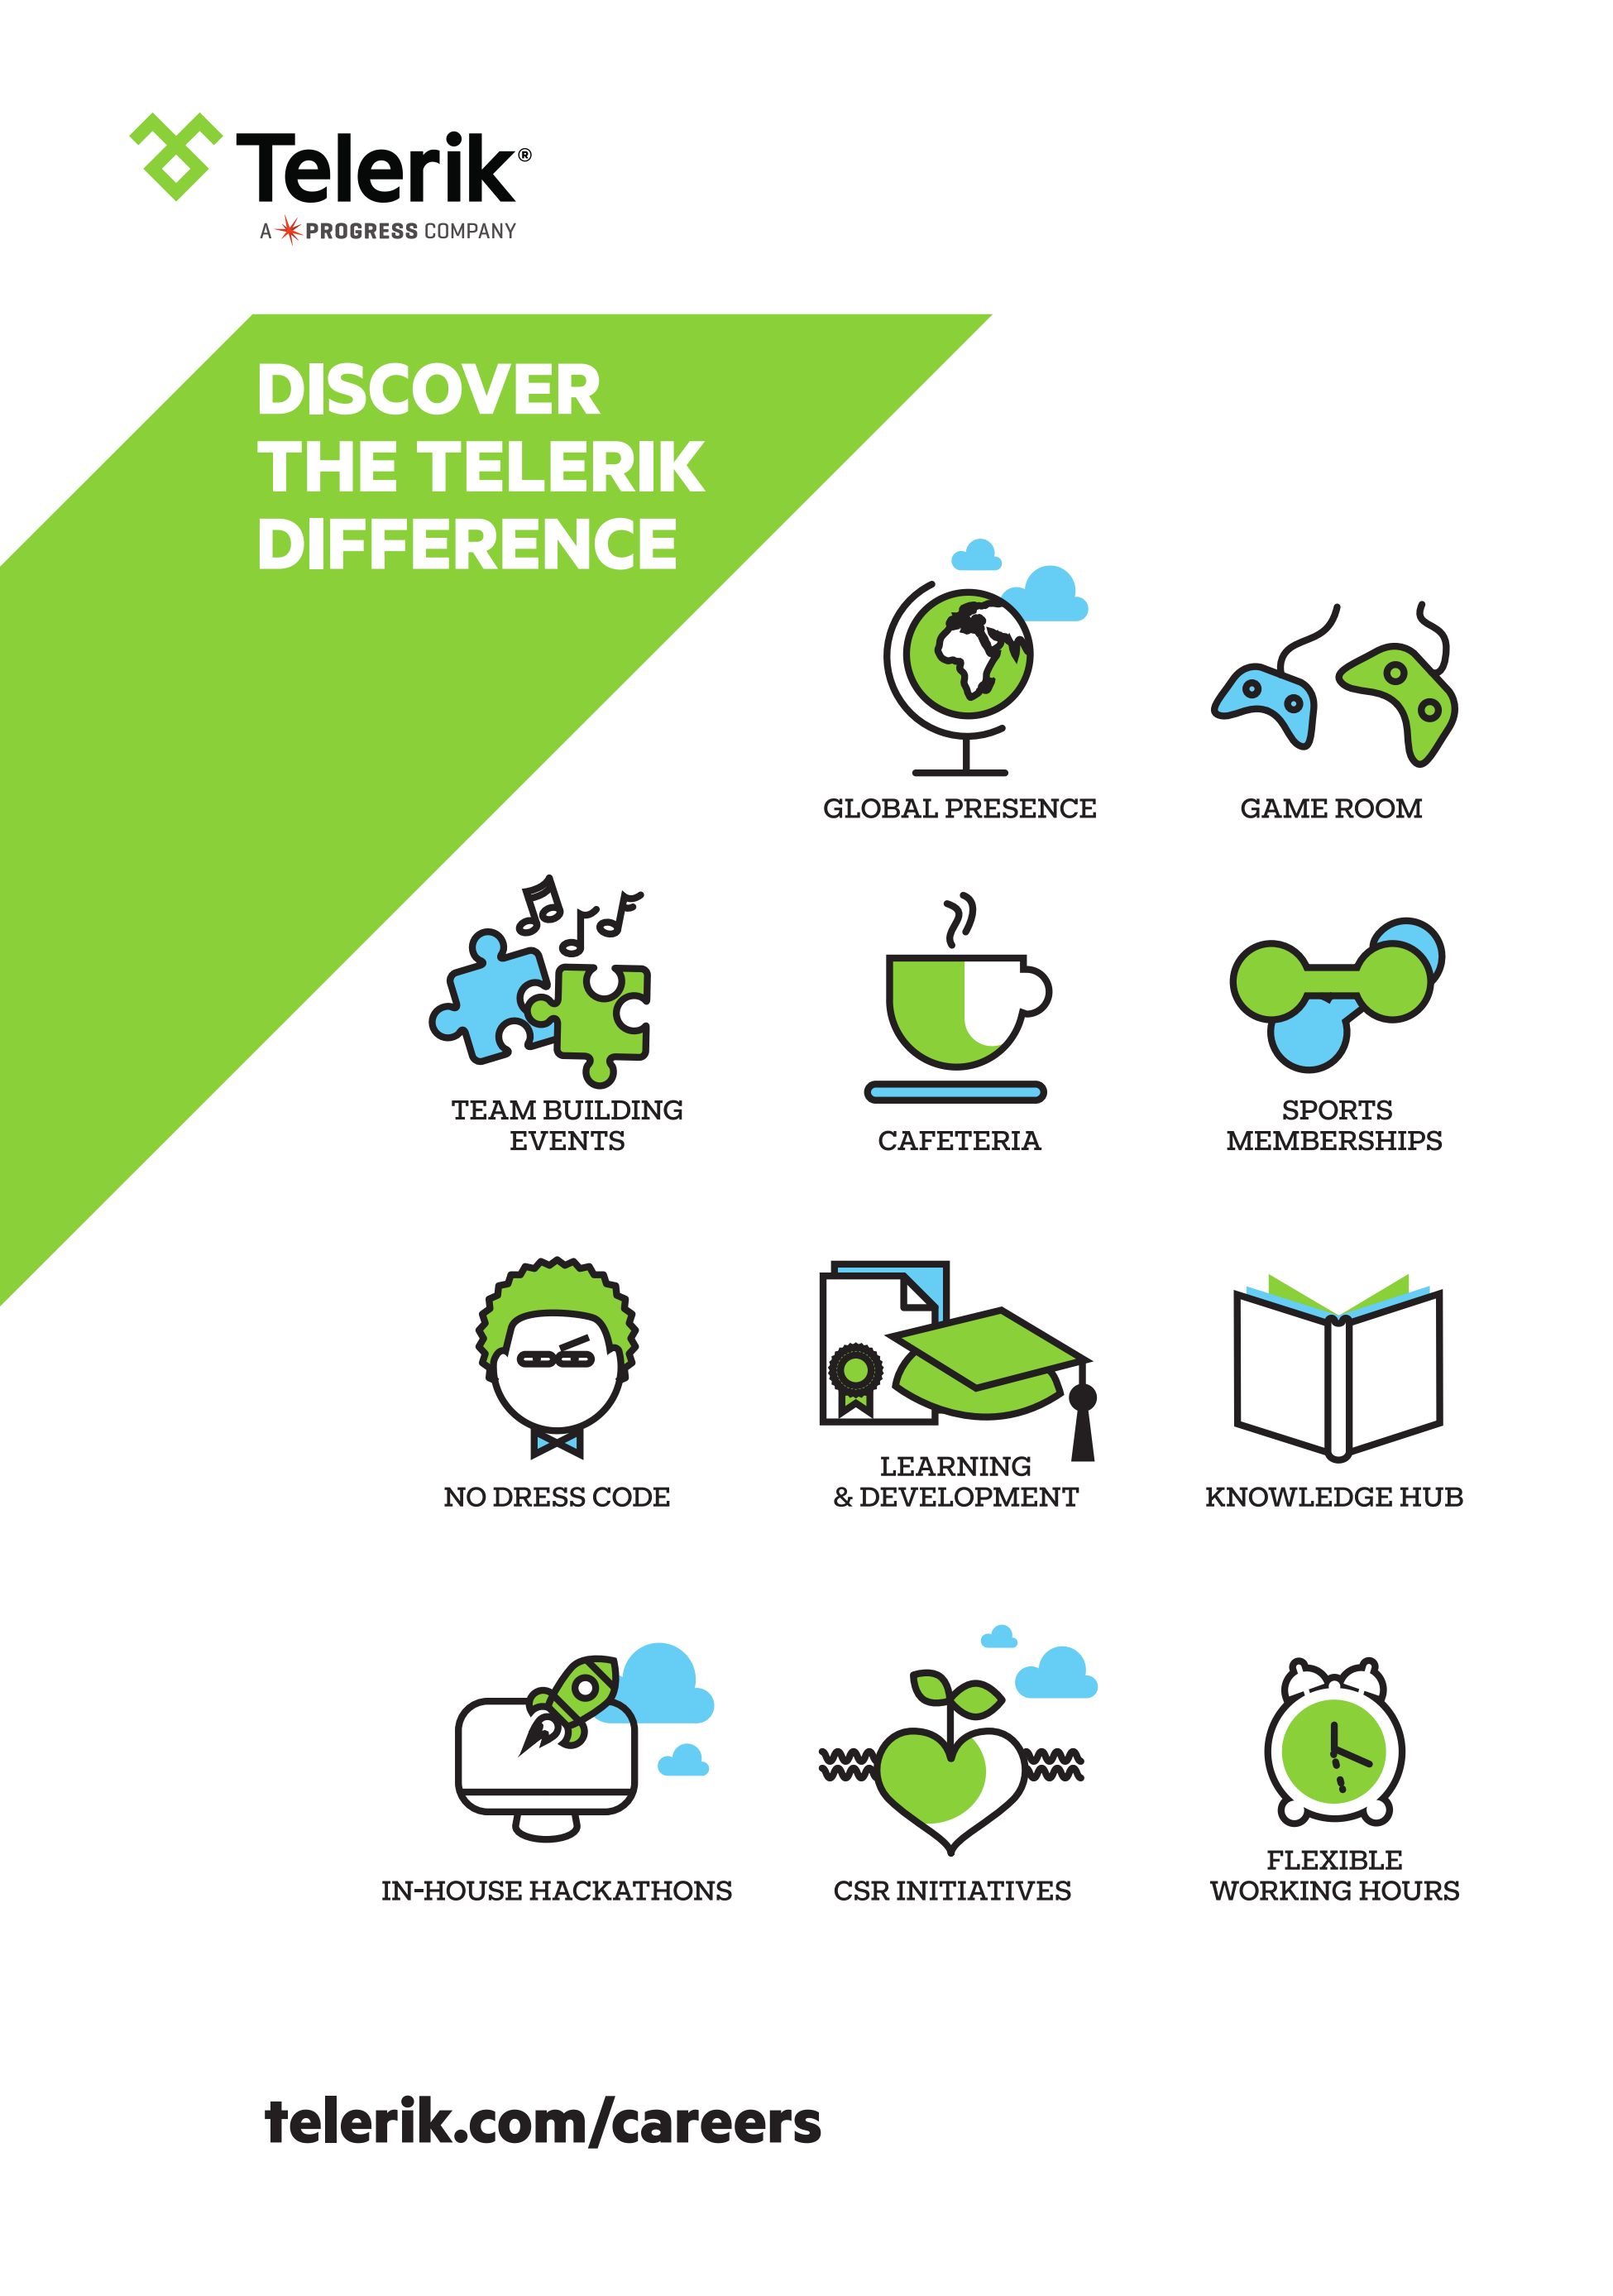 Telerik®
A PROGRESS COMPANY
DISCOVER
THE TELERIK
DIFFERENCE
GLOBAL PRESENCE
GAME ROOM
TEAM BUILDING
EVENTS
CAFETERIA
SPORTS
MEMBERSHIPS
NO DRESS CODE
LEARNING
& DEVELOPMENT
KNOWLEDGE HUB
IN-HOUSE HACKATHONS
CSR INITIATIVES
FLEXIBLE
WORKING HOURS
telerik.com/careers